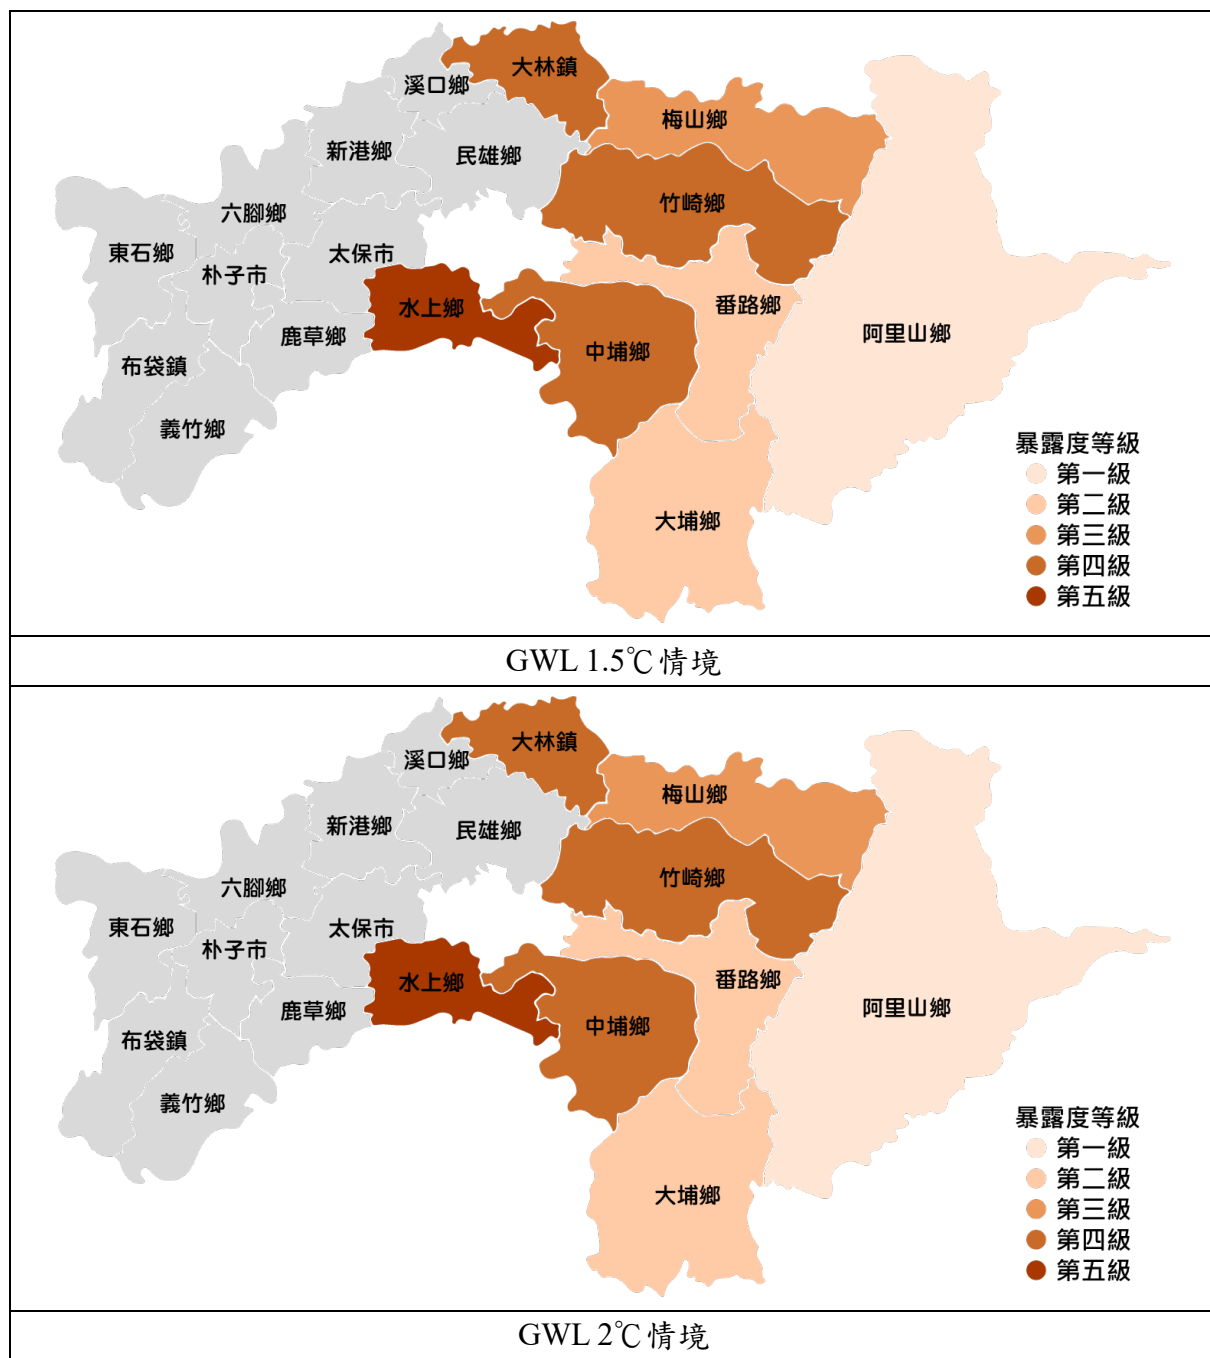 大林鎮
溪口鄉
梅山鄉
新港鄉
民雄鄉
竹崎鄉
六腳鄉
東石鄉
太保市
朴子市
水上鄉
番路鄉
鹿草鄉
阿里山鄉
中埔鄉
布袋鎮
義竹鄉
大埔鄉
暴露度等級
第一級
第二級
第三級
第四級
第五級
GWL 1.5℃情境
大林鎮
溪口鄉
梅山鄉
新港鄉
民雄鄉
竹崎鄉
六腳鄉
東石鄉
太保市
朴子市
水上鄉
番路鄉
鹿草鄉
阿里山鄉
中埔鄉
布袋鎮
義竹鄉
大埔鄉
暴露度等級
第一級
第二級
第三級
第四級
第五級
GWL 2℃情境